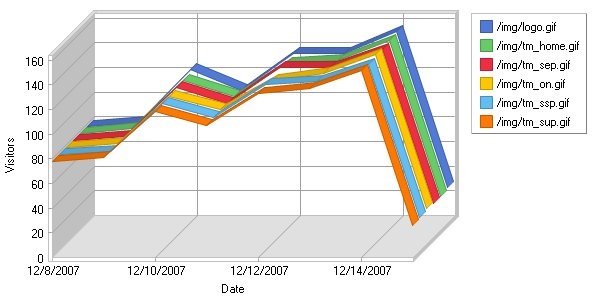 /img/logo.gif
/img/tm_home.gif
/img/tm_sep.gif
/img/tm_on.gif
/img/tm_ssp.gif
/img/tm_sup.gif
Visitors
160
140
120
100
80
60
40
20
0
12/8/2007 12/10/2007 12/12/2007 12/14/2007
Date